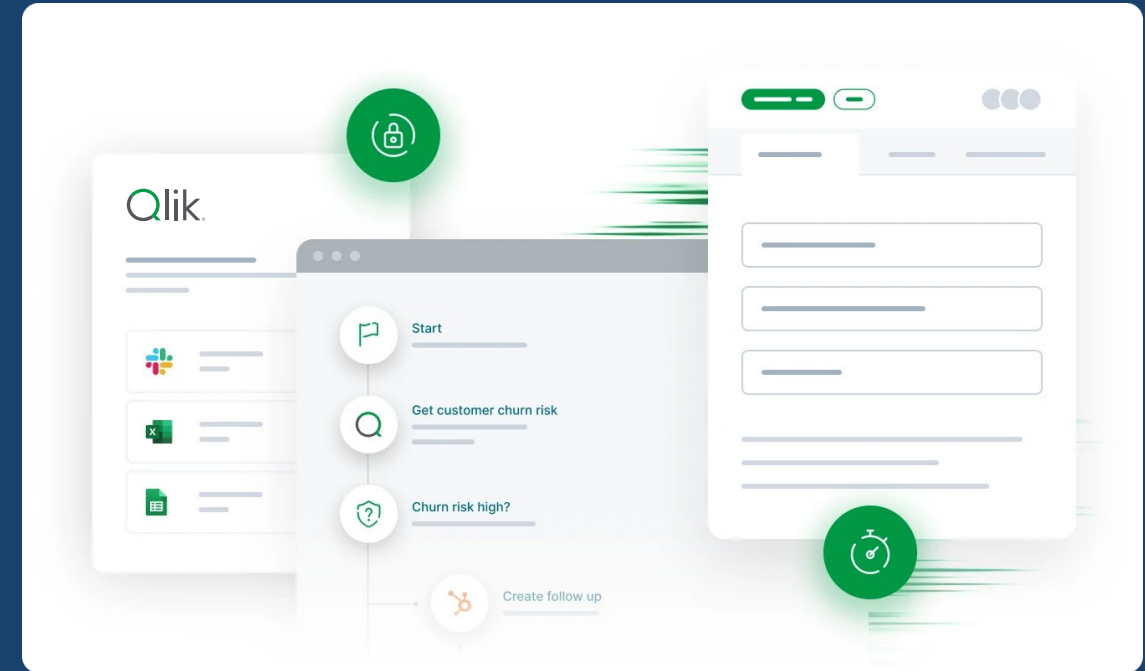 Qlik
Start
Get customer churn risk
Churn risk high?
Create follow up